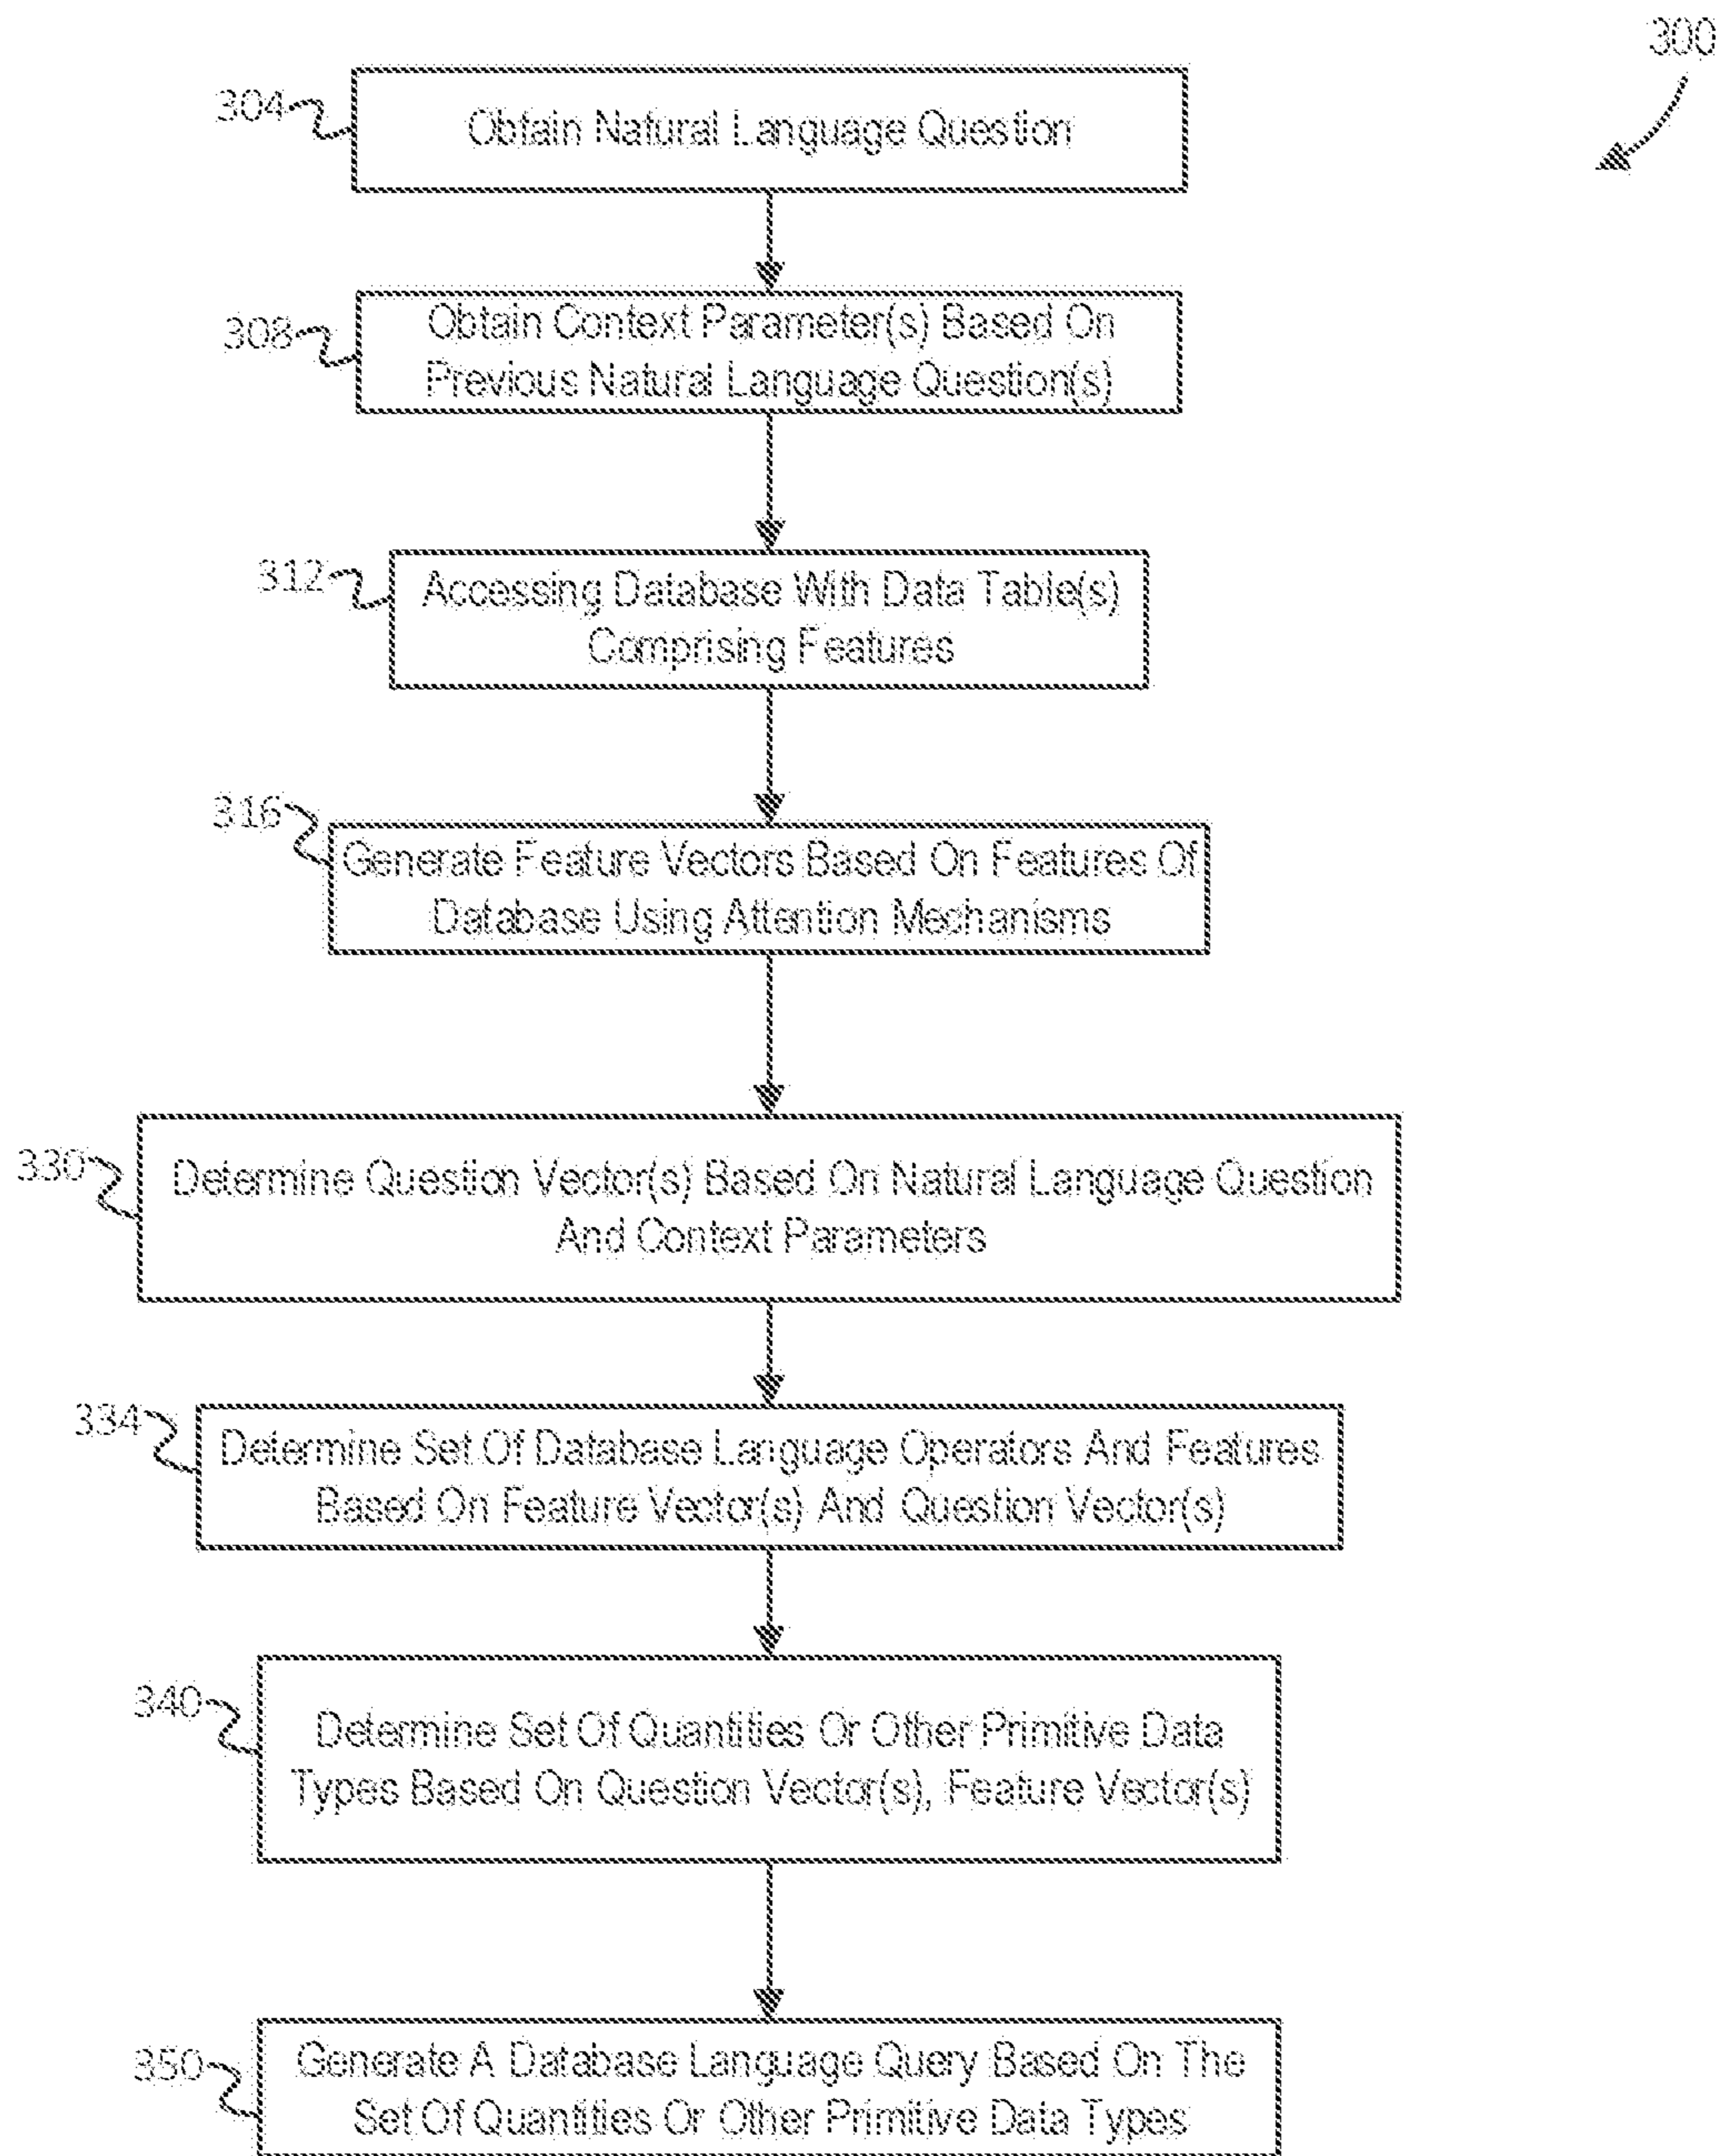 300
304
Obtain Natural Language Question
308
Obtain Context Parameter(s) Based On
Previous Natural Language Question(s)
312
Accessing Database With Data Table(s)
Comprising Features
316
Generate Feature Vectors Based On Features Of
Database Using Attention Mechanisms
330
Determine Question Vector(s) Based On Natural Language Question
And Context Parameters
334
Determine Set Of Database Language Operators And Features
Based On Feature Vector(s) And Question Vector(s)
340
Determine Set Of Quantities Or Other Primitive Data
Types Based On Question Vector(s), Feature Vector(s)
350
Generate A Database Language Query Based On The
Set Of Quantities Or Other Primitive Data Types